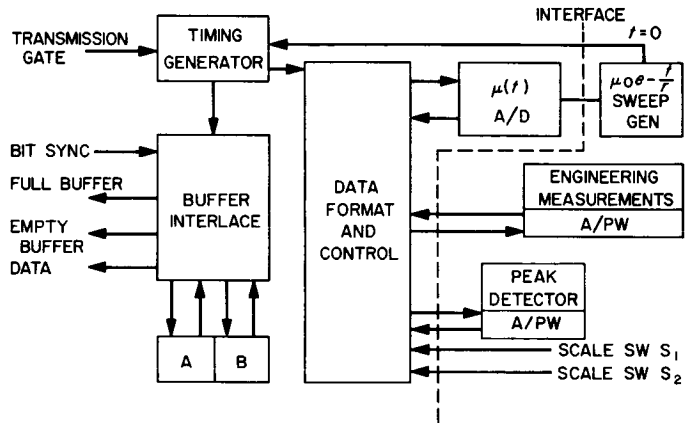 INTERFACE
TRANSMISSION
GATE
TIMING
GENERATOR
t=0
μ(t)
A/D
μ0e-t/r
SWEEP
GEN
BIT SYNC
FULL BUFFER
EMPTY
BUFFER
DATA
BUFFER
INTERLACE
DATA
FORMAT
AND
CONTROL
ENGINEERING
MEASUREMENTS
A/PW
PEAK
DETECTOR
A/PW
A
B
SCALE SW S1
SCALE SW S2